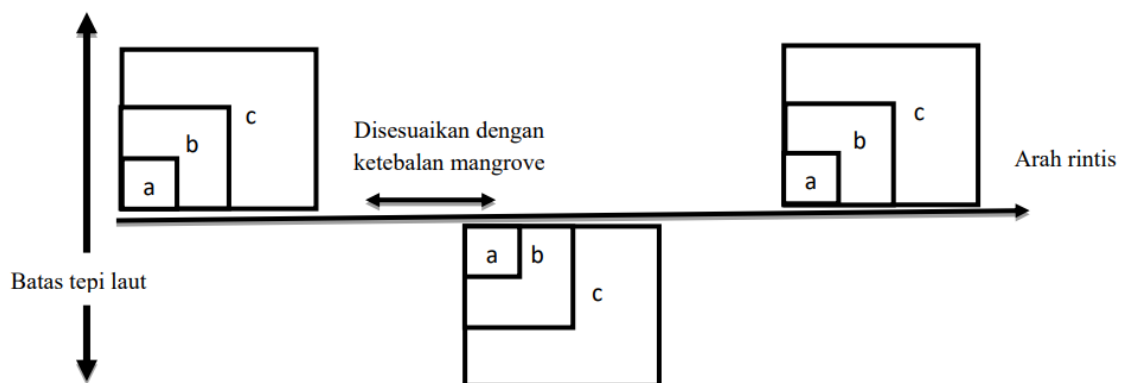 c
b
a
Disesuaikan dengan
ketebalan mangrove
c
b
a
Arah rintis
Batas tepi laut
a b
c